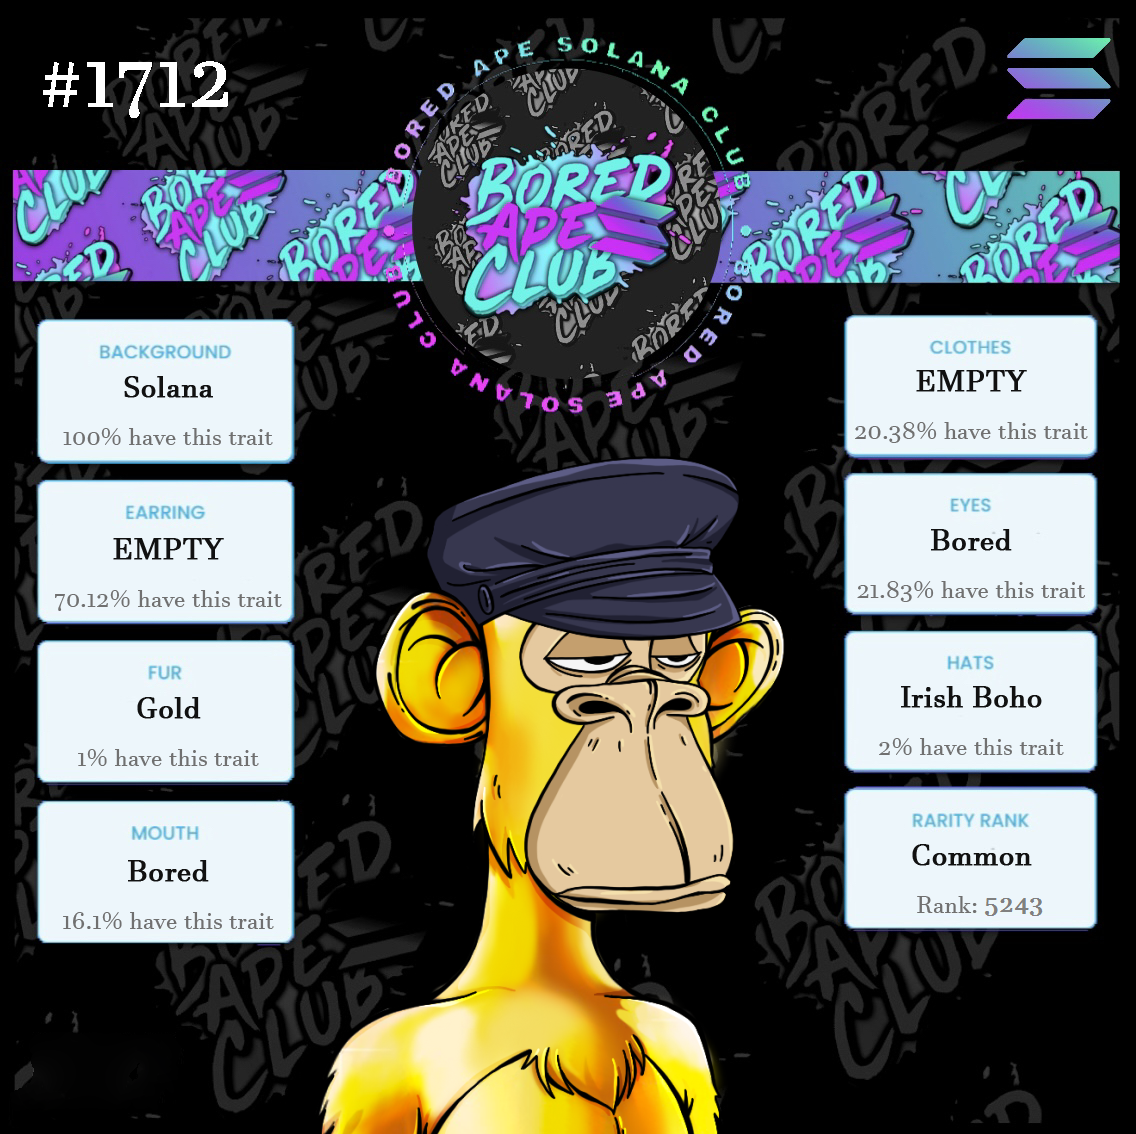 #1712
BORED APE SOLANA CLUB
BORED
APE
CLUB
BORED APE SOLANA CLUB
BACKGROUND
Solana
100% have this trait
EARRING
EMPTY
70.12% have this trait
FUR
Gold
1% have this trait
MOUTH
Bored
16.1% have this trait
CLOTHES
EMPTY
20.38% have this trait
EYES
Bored
21.83% have this trait
HATS
Irish Boho
2% have this trait
RARITY RANK
Common
Rank: 5243